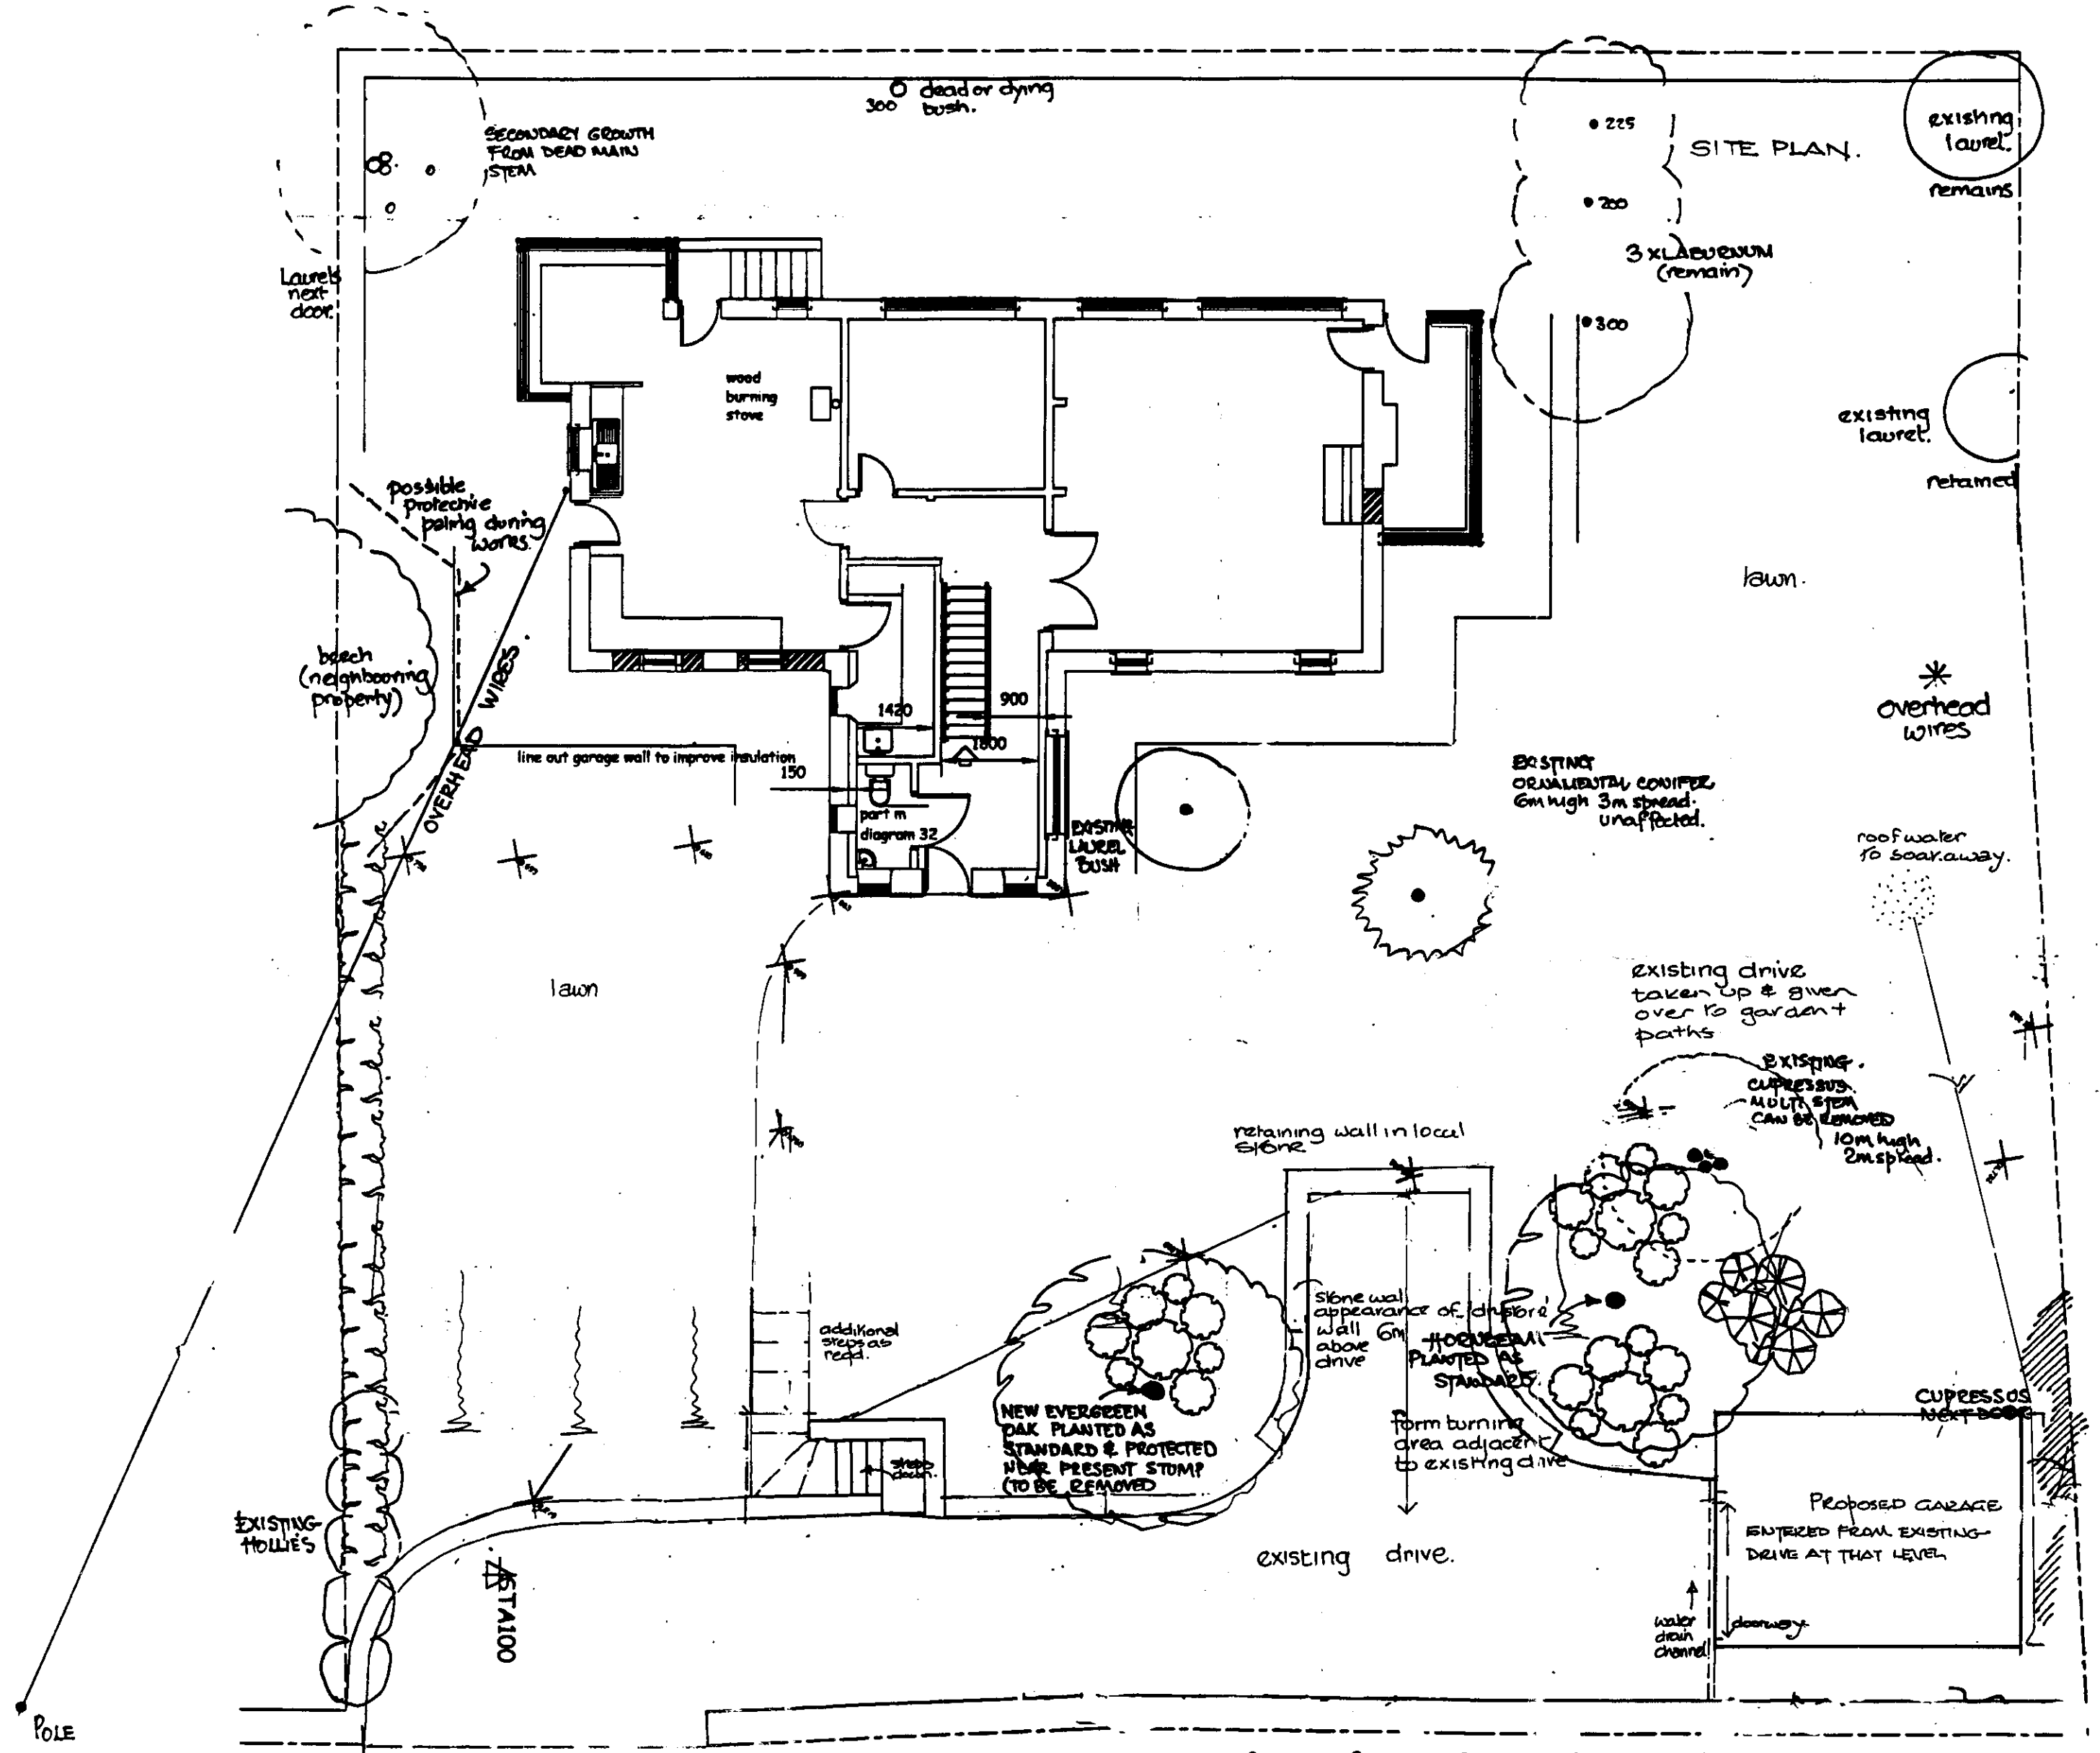 300 dead or dying
bush.
SECONDARY GROWTH
FROM DEAD MAIN
STEM
Laurels
next
door.
225
200
300
SITE PLAN.
existing
laurel.
remains
3 x LABURNUM
(remain)
existing
laurel.
retained
wood
burning
stove
possible
protective
paling during
works.
beech
(neighbouring
property)
OVERHEAD WIRES.
lawn.
overhead
wires
1420
900
1800
line out garage wall to improve insulation
150
part m
diagram 32
EXISTING
LAUREL
BUSH
EXISTING
ORNAMENTAL CONIFER
6m high 3m spread.
unaffected.
roof water
to soakaway.
lawn
existing drive
taken up & given
over to garden +
paths
EXISTING.
CUPRESSUS.
MULTI STEM
CAN BE REMOVED
10m high
2m spread.
retaining wall in local
stone
additional
steps as
reqd.
steps
down.
stone wall
appearance of 'drystone'
wall 6m
above
drive
HORNBEAM
PLANTED AS
STANDARD.
NEW EVERGREEN
OAK PLANTED AS
STANDARD & PROTECTED
NEAR PRESENT STUMP
(TO BE REMOVED
form turning
area adjacent
to existing drive
CUPRESSUS
NEXT DOOR
EXISTING
HOLLIES
STA100
existing drive.
PROPOSED GARAGE
ENTERED FROM EXISTING
DRIVE AT THAT LEVEL
water
drain
channel
doorway
POLE